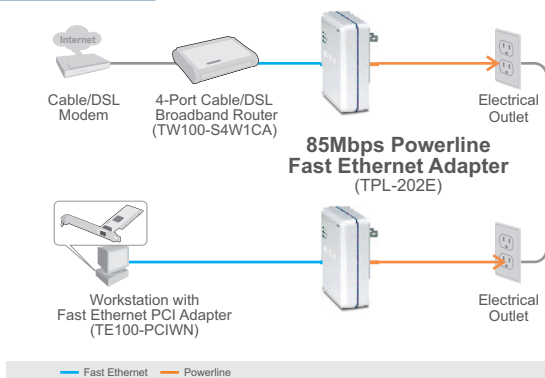 Internet
Cable/DSL
Modem
4-Port Cable/DSL
Broadband Router
(TW100-S4W1CA)
Electrical
Outlet
85Mbps Powerline
Fast Ethernet Adapter
(TPL-202E)
Workstation with
Fast Ethernet PCI Adapter
(TE100-PCIWN)
Electrical
Outlet
Fast Ethernet
Powerline